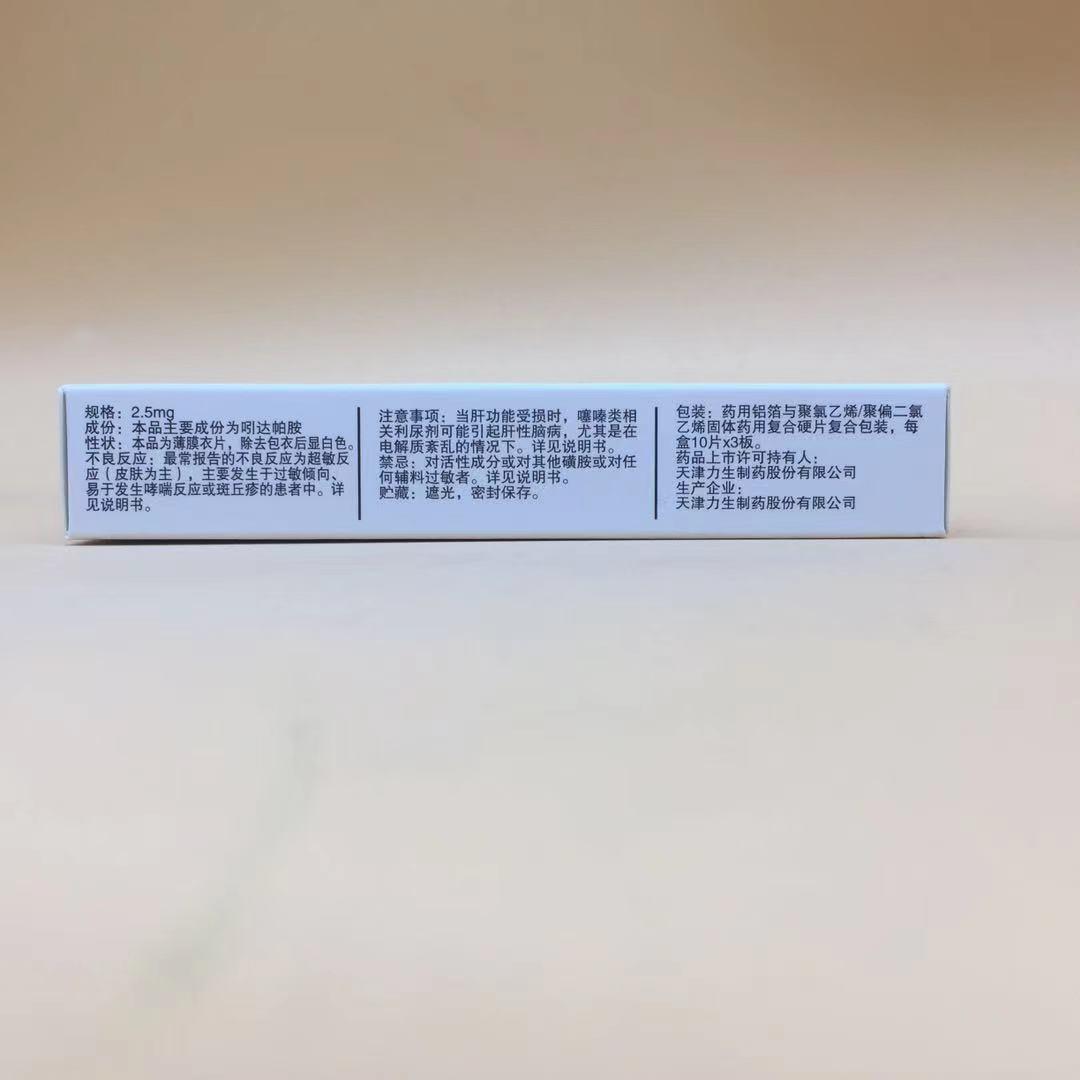 规格：2.5mg
成份：本品主要成份为吲达帕胺
性状：本品为薄膜衣片，除去包衣后显白色。
不良反应：最常报告的不良反应为超敏反
应（皮肤为主），主要发生于过敏倾向、
易于发生哮喘反应或斑丘疹的患者中。详
见说明书。
注意事项：当肝功能受损时，噻嗪类相
关利尿剂可能引起肝性脑病，尤其是在
电解质紊乱的情况下。详见说明书。
禁忌：对活性成分或对其他磺胺或对任
何辅料过敏者。详见说明书。
贮藏：遮光，密封保存。
包装：药用铝箔与聚氯乙烯/聚偏二氯
乙烯固体药用复合硬片复合包装，每
盒10片x3板。
药品上市许可持有人：
天津力生制药股份有限公司
生产企业：
天津力生制药股份有限公司